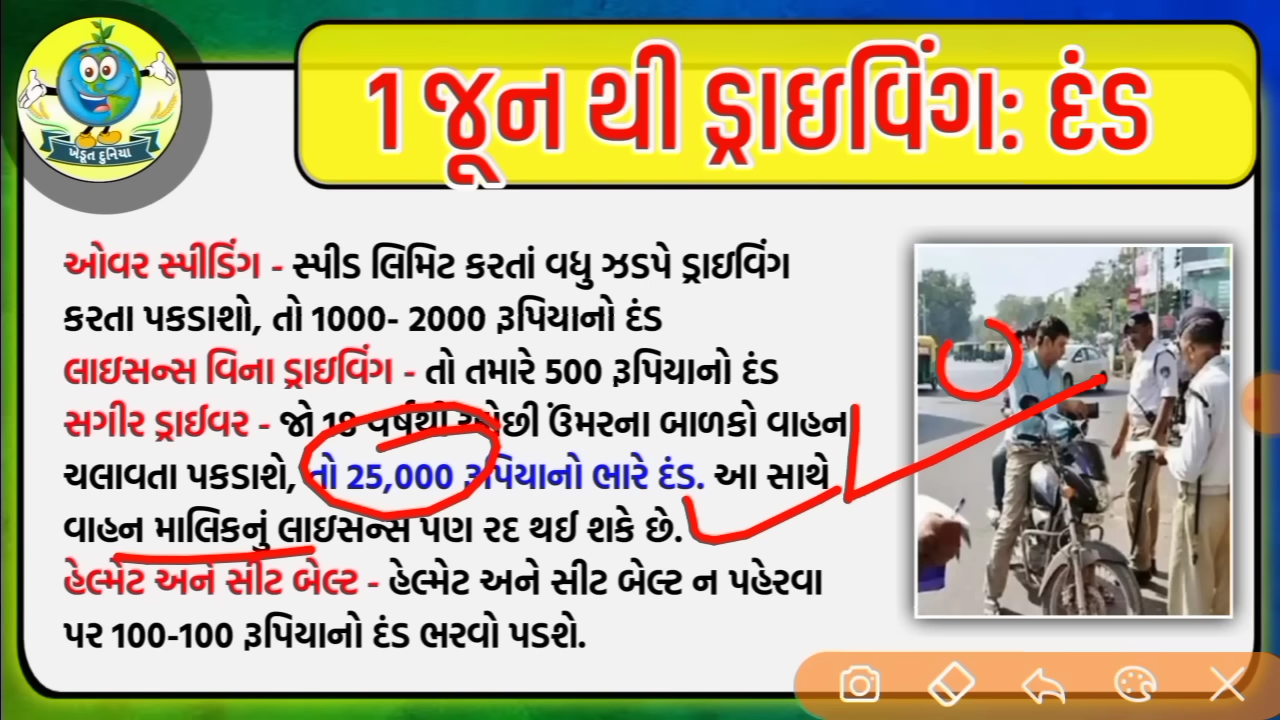 ખેડૂત દુનિયા
1 જૂન થી ડ્રાઇવિંગ: દંડ
ઓવર સ્પીડિંગ - સ્પીડ લિમિટ કરતાં વધુ ઝડપે ડ્રાઇવિંગ
કરતા પકડાશો, તો 1000- 2000 રૂપિયાનો દંડ
લાઇસન્સ વિના ડ્રાઇવિંગ - તો તમારે 500 રૂપિયાનો દંડ
સગીર ડ્રાઈવર - જો 18 વર્ષથી ઓછી ઉંમરના બાળકો વાહન
ચલાવતા પકડાશે, તો 25,000 રૂપિયાનો ભારે દંડ. આ સાથે
વાહન માલિકનું લાઇસન્સ પણ રદ થઈ શકે છે.
હેલ્મેટ અને સીટ બેલ્ટ - હેલ્મેટ અને સીટ બેલ્ટ ન પહેરવા
પર 100-100 રૂપિયાનો દંડ ભરવો પડશે.